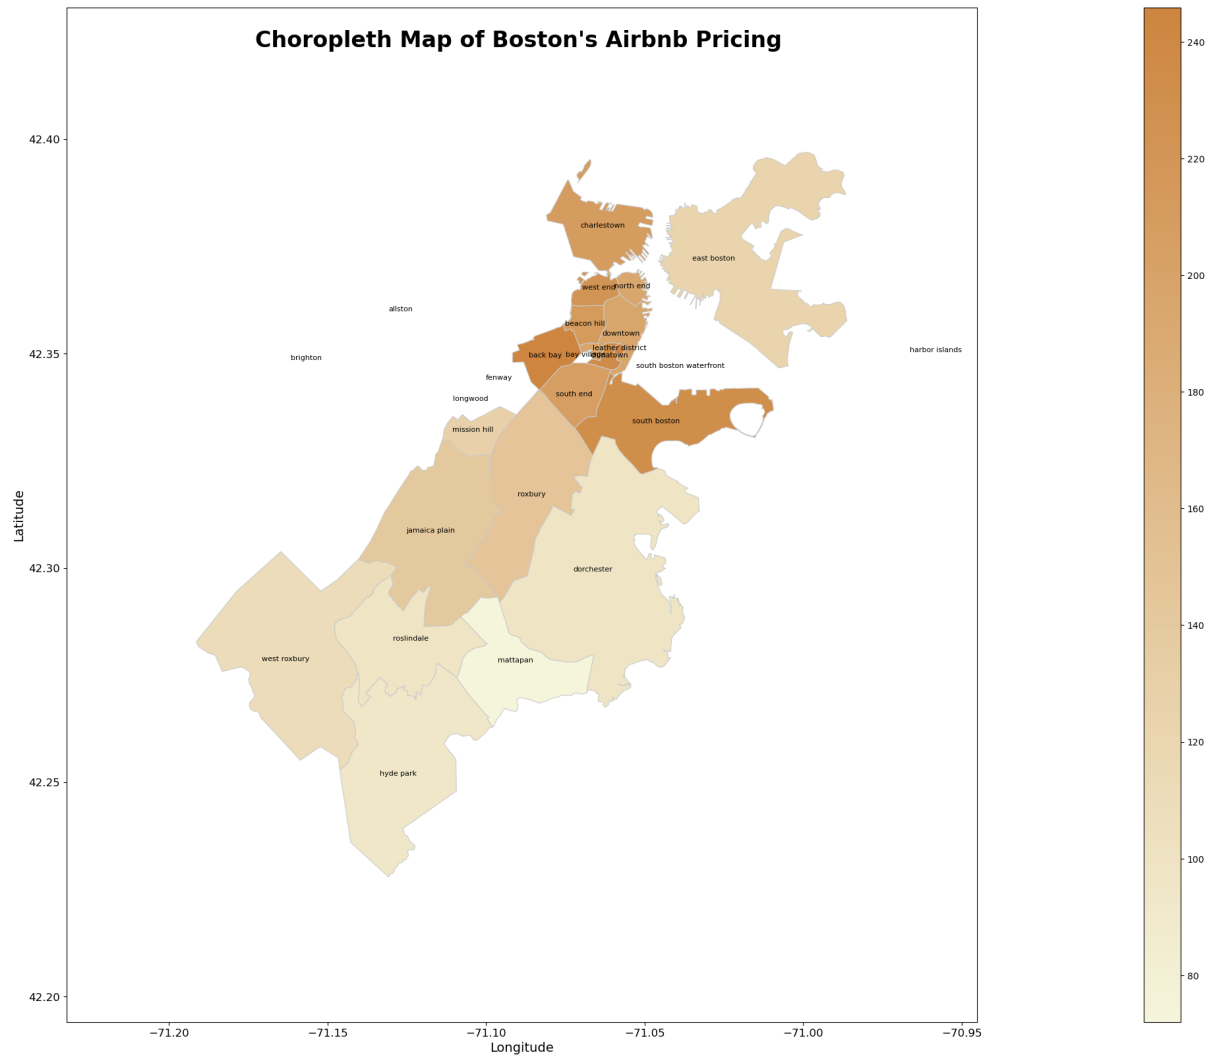 Choropleth Map of Boston's Airbnb Pricing
240
220
200
180
160
140
120
100
80
42.40
42.35
42.30
42.25
42.20
Latitude
charlestown
east boston
west end
north end
allston
beacon hill
downtown
leather district
brighton
back bay
bay village
harbor islands
south boston waterfront
fenway
south end
longwood
mission hill
south boston
roxbury
jamaica plain
dorchester
roslindale
west roxbury
mattapan
hyde park
−71.20
−71.15
−71.10
−71.05
−71.00
−70.95
Longitude